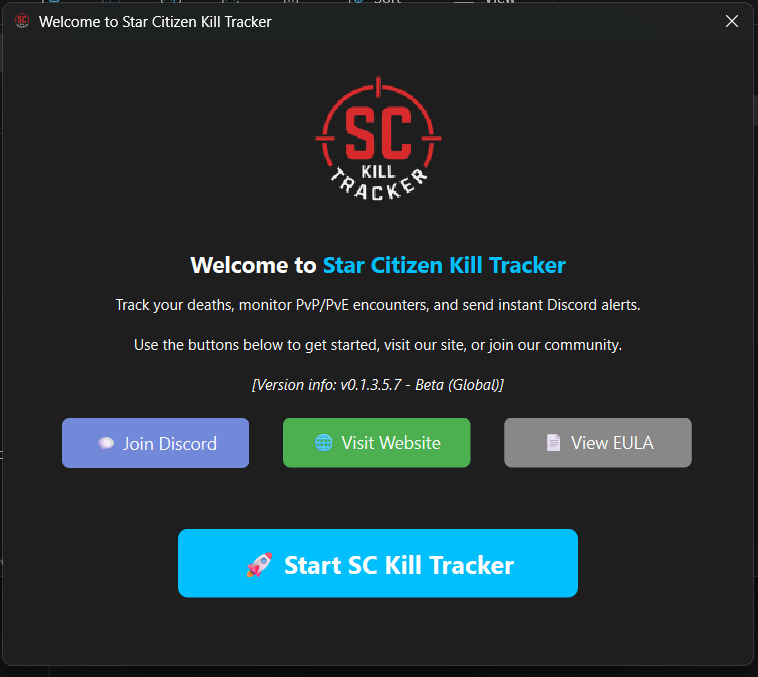 Sort
View
Welcome to Star Citizen Kill Tracker
SC
KILL
TRACKER
Welcome to Star Citizen Kill Tracker
Track your deaths, monitor PvP/PvE encounters, and send instant Discord alerts.
Use the buttons below to get started, visit our site, or join our community.
[Version info: v0.1.3.5.7 - Beta (Global)]
Join Discord
Visit Website
View EULA
Start SC Kill Tracker